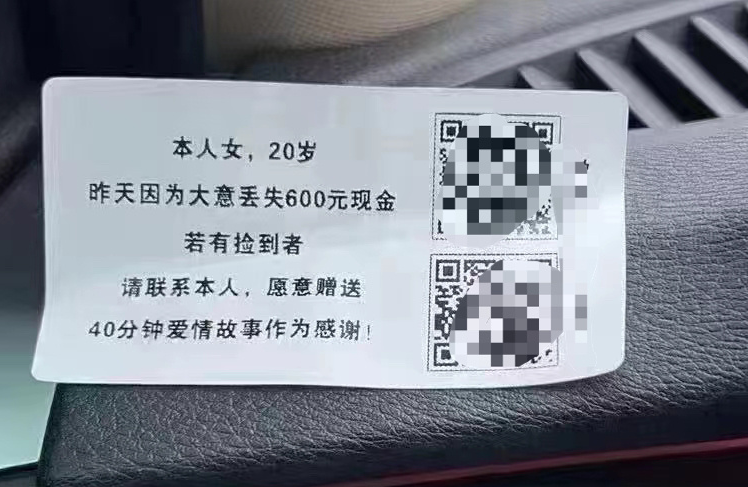 本人女，20岁
昨天因为大意丢失600元现金
若有捡到者
请联系本人，愿意赠送
40分钟爱情故事作为感谢！